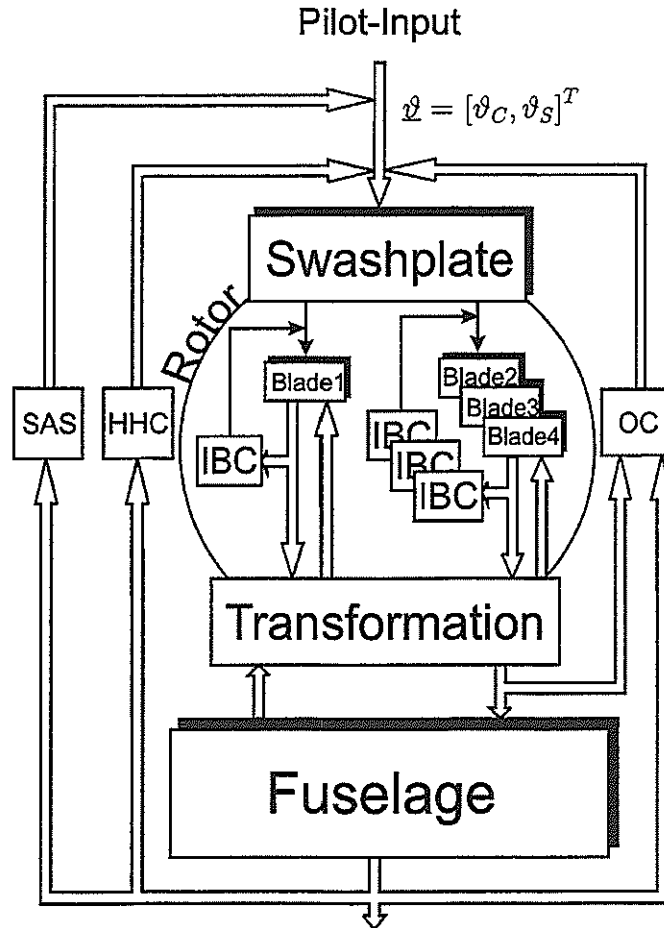 Pilot-Input
ϑ = [ϑ_C, ϑ_S]^T
Swashplate
Rotor
Blade1
Blade2
Blade3
Blade4
SAS
HHC
IBC
IBC
IBC
IBC
OC
Transformation
Fuselage